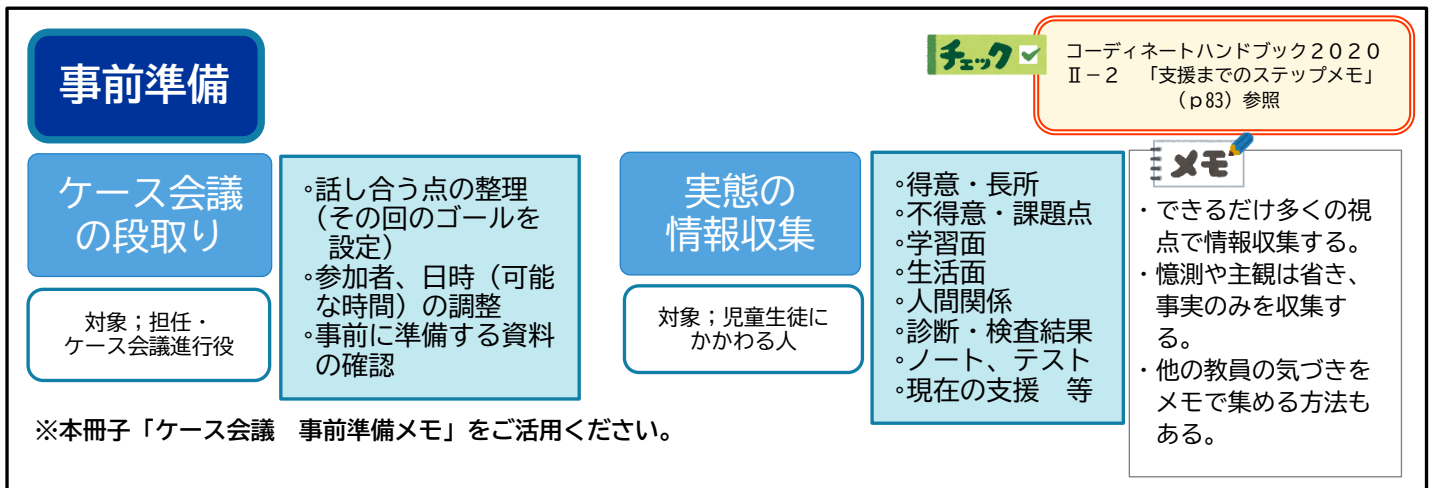 事前準備
チェック
コーディネートハンドブック２０２０
Ⅱ－２　「支援までのステップメモ」
（ｐ83）参照
ケース会議
の段取り
対象；担任・
ケース会議進行役
◦話し合う点の整理
（その回のゴールを
設定）
◦参加者、日時（可能
な時間）の調整
◦事前に準備する資料
の確認
実態の
情報収集
対象；児童生徒に
かかわる人
◦得意・長所
◦不得意・課題点
◦学習面
◦生活面
◦人間関係
◦診断・検査結果
◦ノート、テスト
◦現在の支援　等
メモ
・できるだけ多くの視
点で情報収集する。
・憶測や主観は省き、
事実のみを収集す
る。
・他の教員の気づきを
メモで集める方法も
ある。
※本冊子「ケース会議　事前準備メモ」をご活用ください。